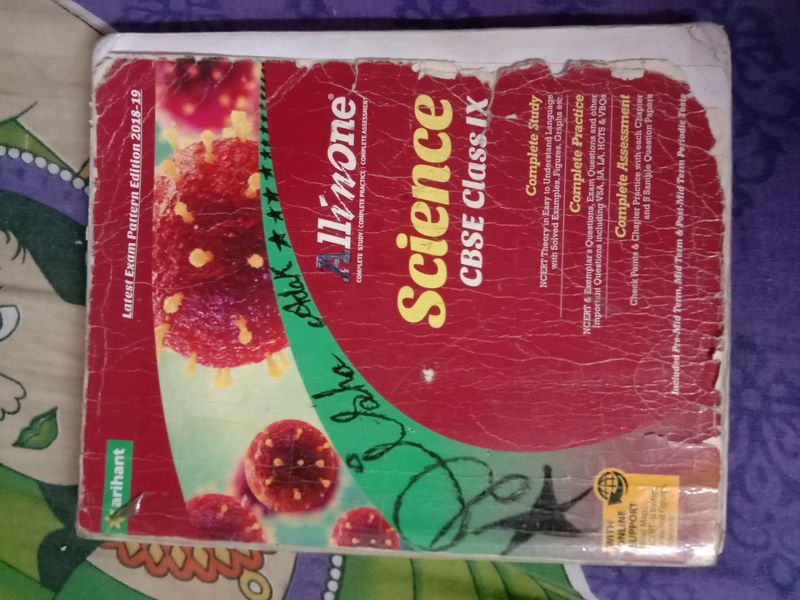 Latest Exam Pattern Edition 2018-19
All in one®
COMPLETE STUDY | COMPLETE PRACTICE | COMPLETE ASSESSMENT
Science
CBSE Class IX
Complete Study
NCERT Theory in Easy to Understand Language
with Solved Examples, Figures, Graphs etc.
Complete Practice
NCERT & Exemplar's Questions, Exam Questions and other
Important Questions including VSA, SA, LA, HOTS & VBQs
Complete Assessment
Check Points & Chapter Practice with each Chapter
and 5 Sample Question Papers
Included Pre-Mid Term, Mid Term & Post-Mid Term Periodic Tests
Adak
arihant
WITH
ONLINE
SUPPORT